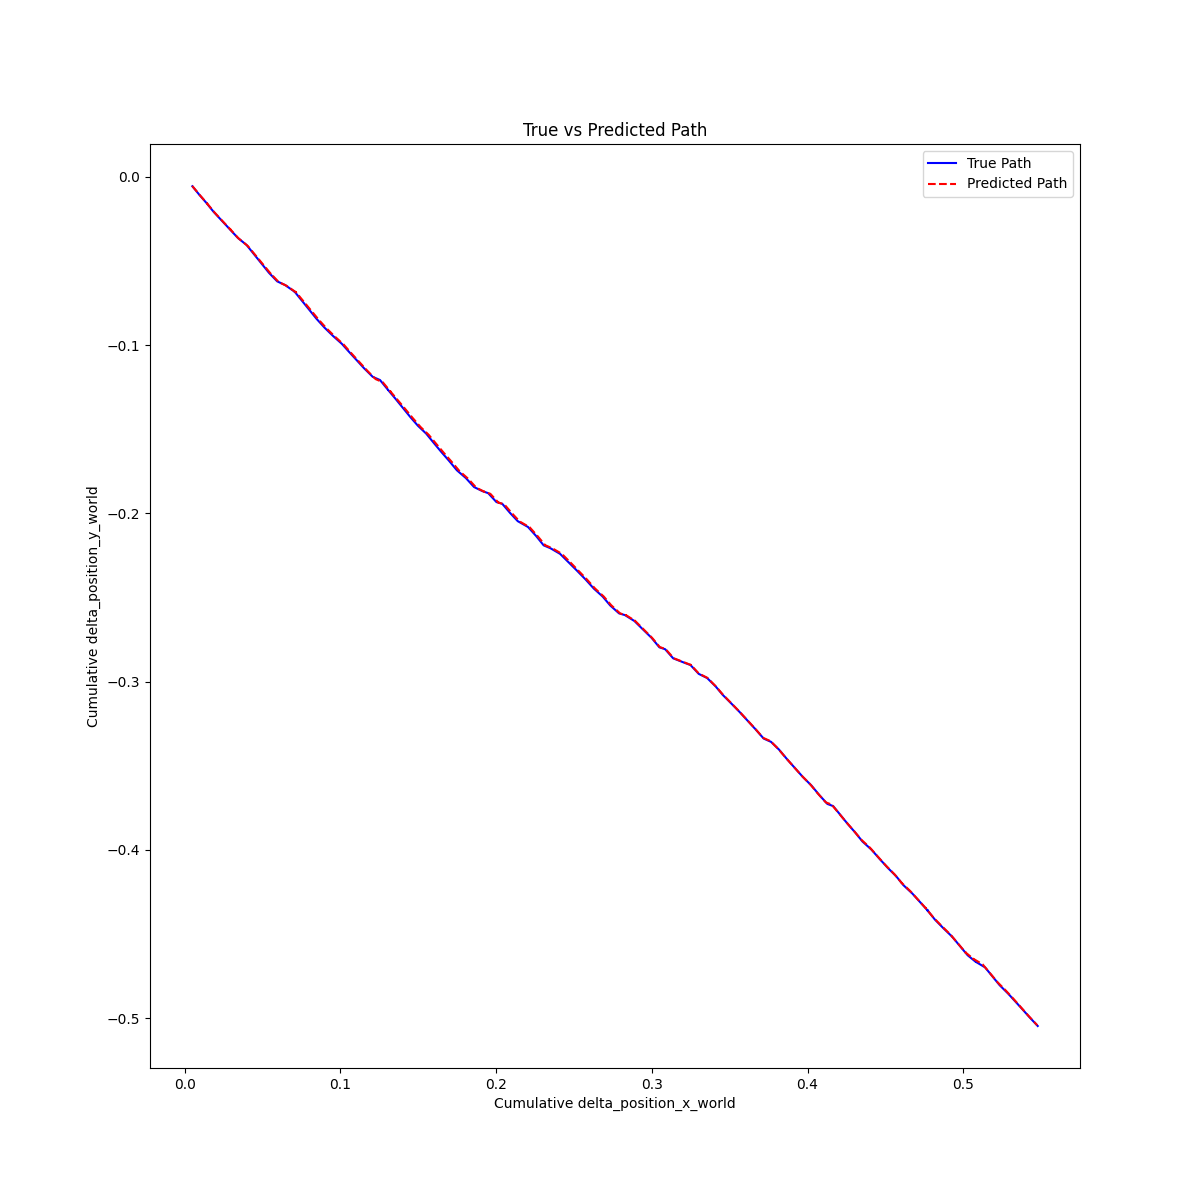 True vs Predicted Path
True Path
Predicted Path
0.0
−0.1
−0.2
−0.3
−0.4
−0.5
Cumulative delta_position_y_world
0.0 0.1 0.2 0.3 0.4 0.5
Cumulative delta_position_x_world